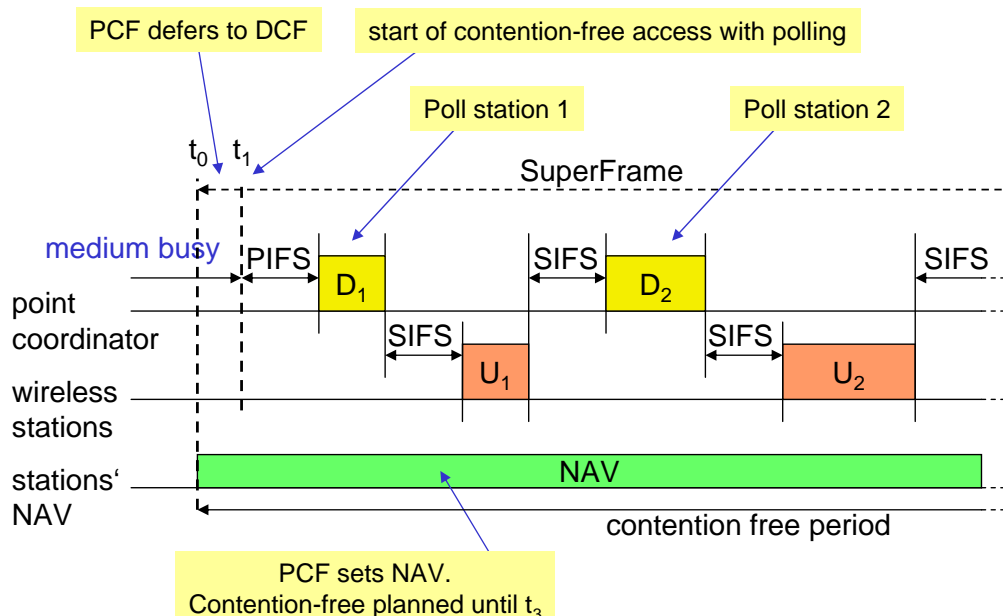 PCF defers to DCF
start of contention-free access with polling
Poll station 1
Poll station 2
t₀
t₁
SuperFrame
medium busy
PIFS
D₁
SIFS
D₂
SIFS
point
coordinator
SIFS
U₁
SIFS
U₂
wireless
stations
stations‘
NAV
NAV
contention free period
PCF sets NAV.
Contention-free planned until t₃